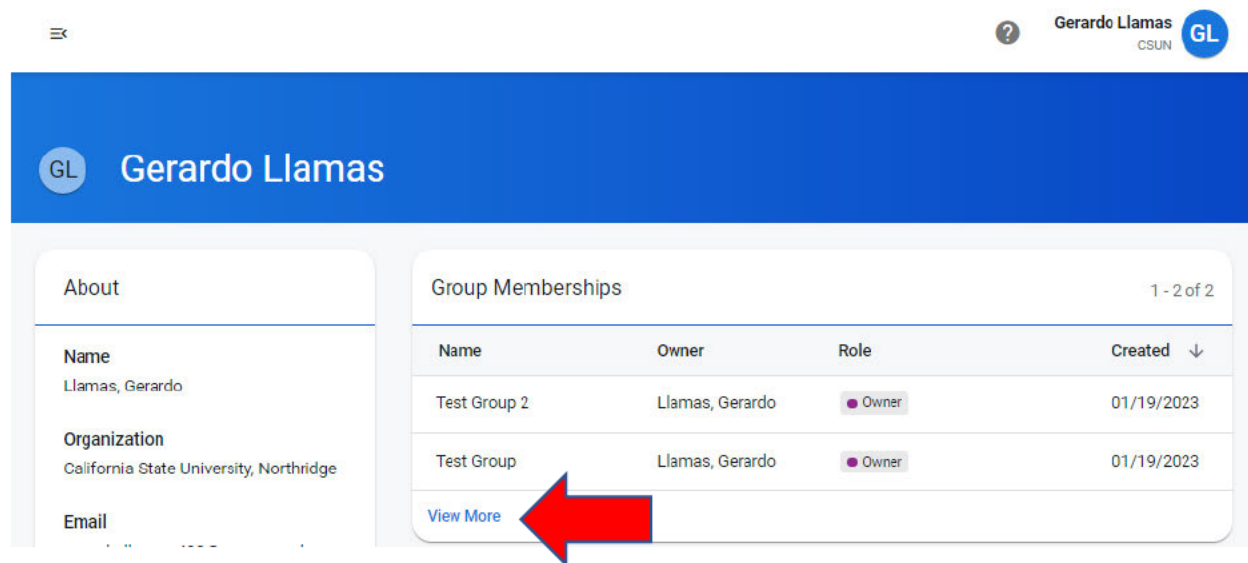 Gerardo Llamas
CSUN
GL
GL
Gerardo Llamas
About
Name
Llamas, Gerardo
Organization
California State University, Northridge
Email
Group Memberships
1 - 2 of 2
Name Owner Role Created
Test Group 2 Llamas, Gerardo Owner 01/19/2023
Test Group Llamas, Gerardo Owner 01/19/2023
View More